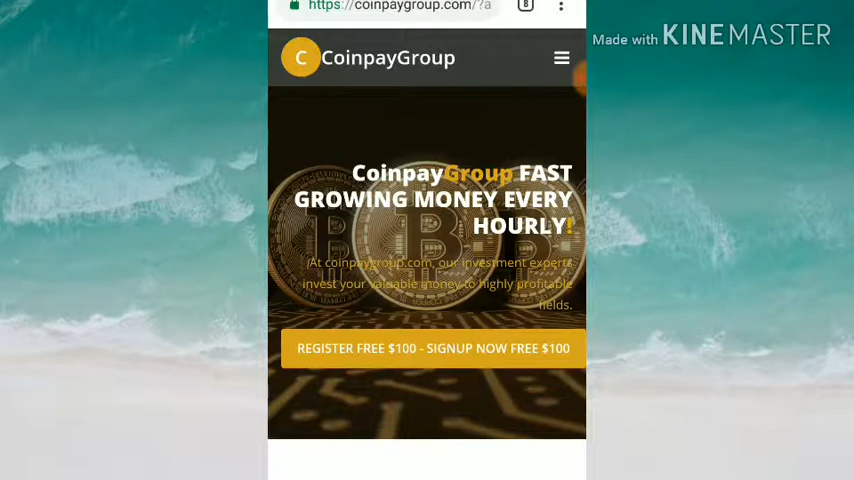 https://coinpaygroup.com/?a
8
Made with KINEMASTER
C CoinpayGroup
CoinpayGroup FAST
GROWING MONEY EVERY
HOURLY!
At coinpaygroup.com, our investment experts
invest your valuable money to highly profitable
fields.
REGISTER FREE $100 - SIGNUP NOW FREE $100